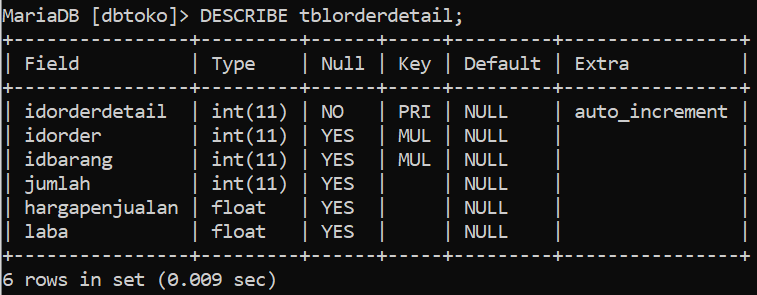 MariaDB [dbtoko]> DESCRIBE tblorderdetail;
+---------------+---------+------+-----+---------+----------------+
| Field         | Type    | Null | Key | Default | Extra          |
+---------------+---------+------+-----+---------+----------------+
| idorderdetail | int(11) | NO   | PRI | NULL    | auto_increment |
| idorder       | int(11) | YES  | MUL | NULL    |                |
| idbarang      | int(11) | YES  | MUL | NULL    |                |
| jumlah        | int(11) | YES  |     | NULL    |                |
| hargapenjualan | float   | YES  |     | NULL    |                |
| laba          | float   | YES  |     | NULL    |                |
+---------------+---------+------+-----+---------+----------------+
6 rows in set (0.009 sec)